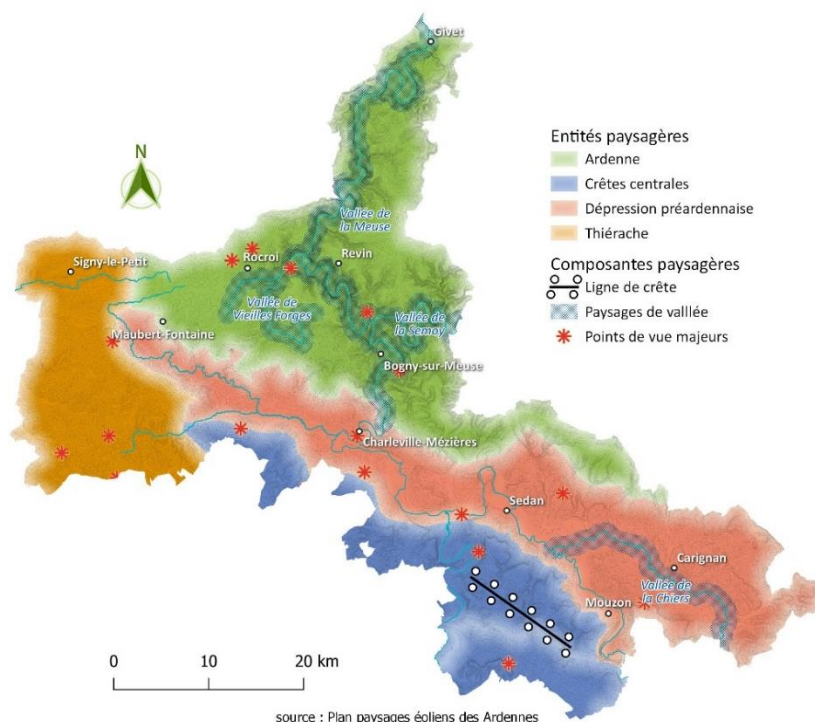 Givet
N
Entités paysagères
Ardenne
Crêtes centrales
Dépression préardennaise
Thiérache
Composantes paysagères
Ligne de crête
Paysages de valllée
Points de vue majeurs
Vallée de
la Meuse
Signy-le-Petit
Rocroi
Revin
Vallée de
Vieilles Forges
Vallée de
la Semoy
Maubert-Fontaine
Bogny-sur-Meuse
Charleville-Mézières
Sedan
Carignan
Vallée de
la Chiers
Mouzon
0 10 20 km
source : Plan paysages éoliens des Ardennes